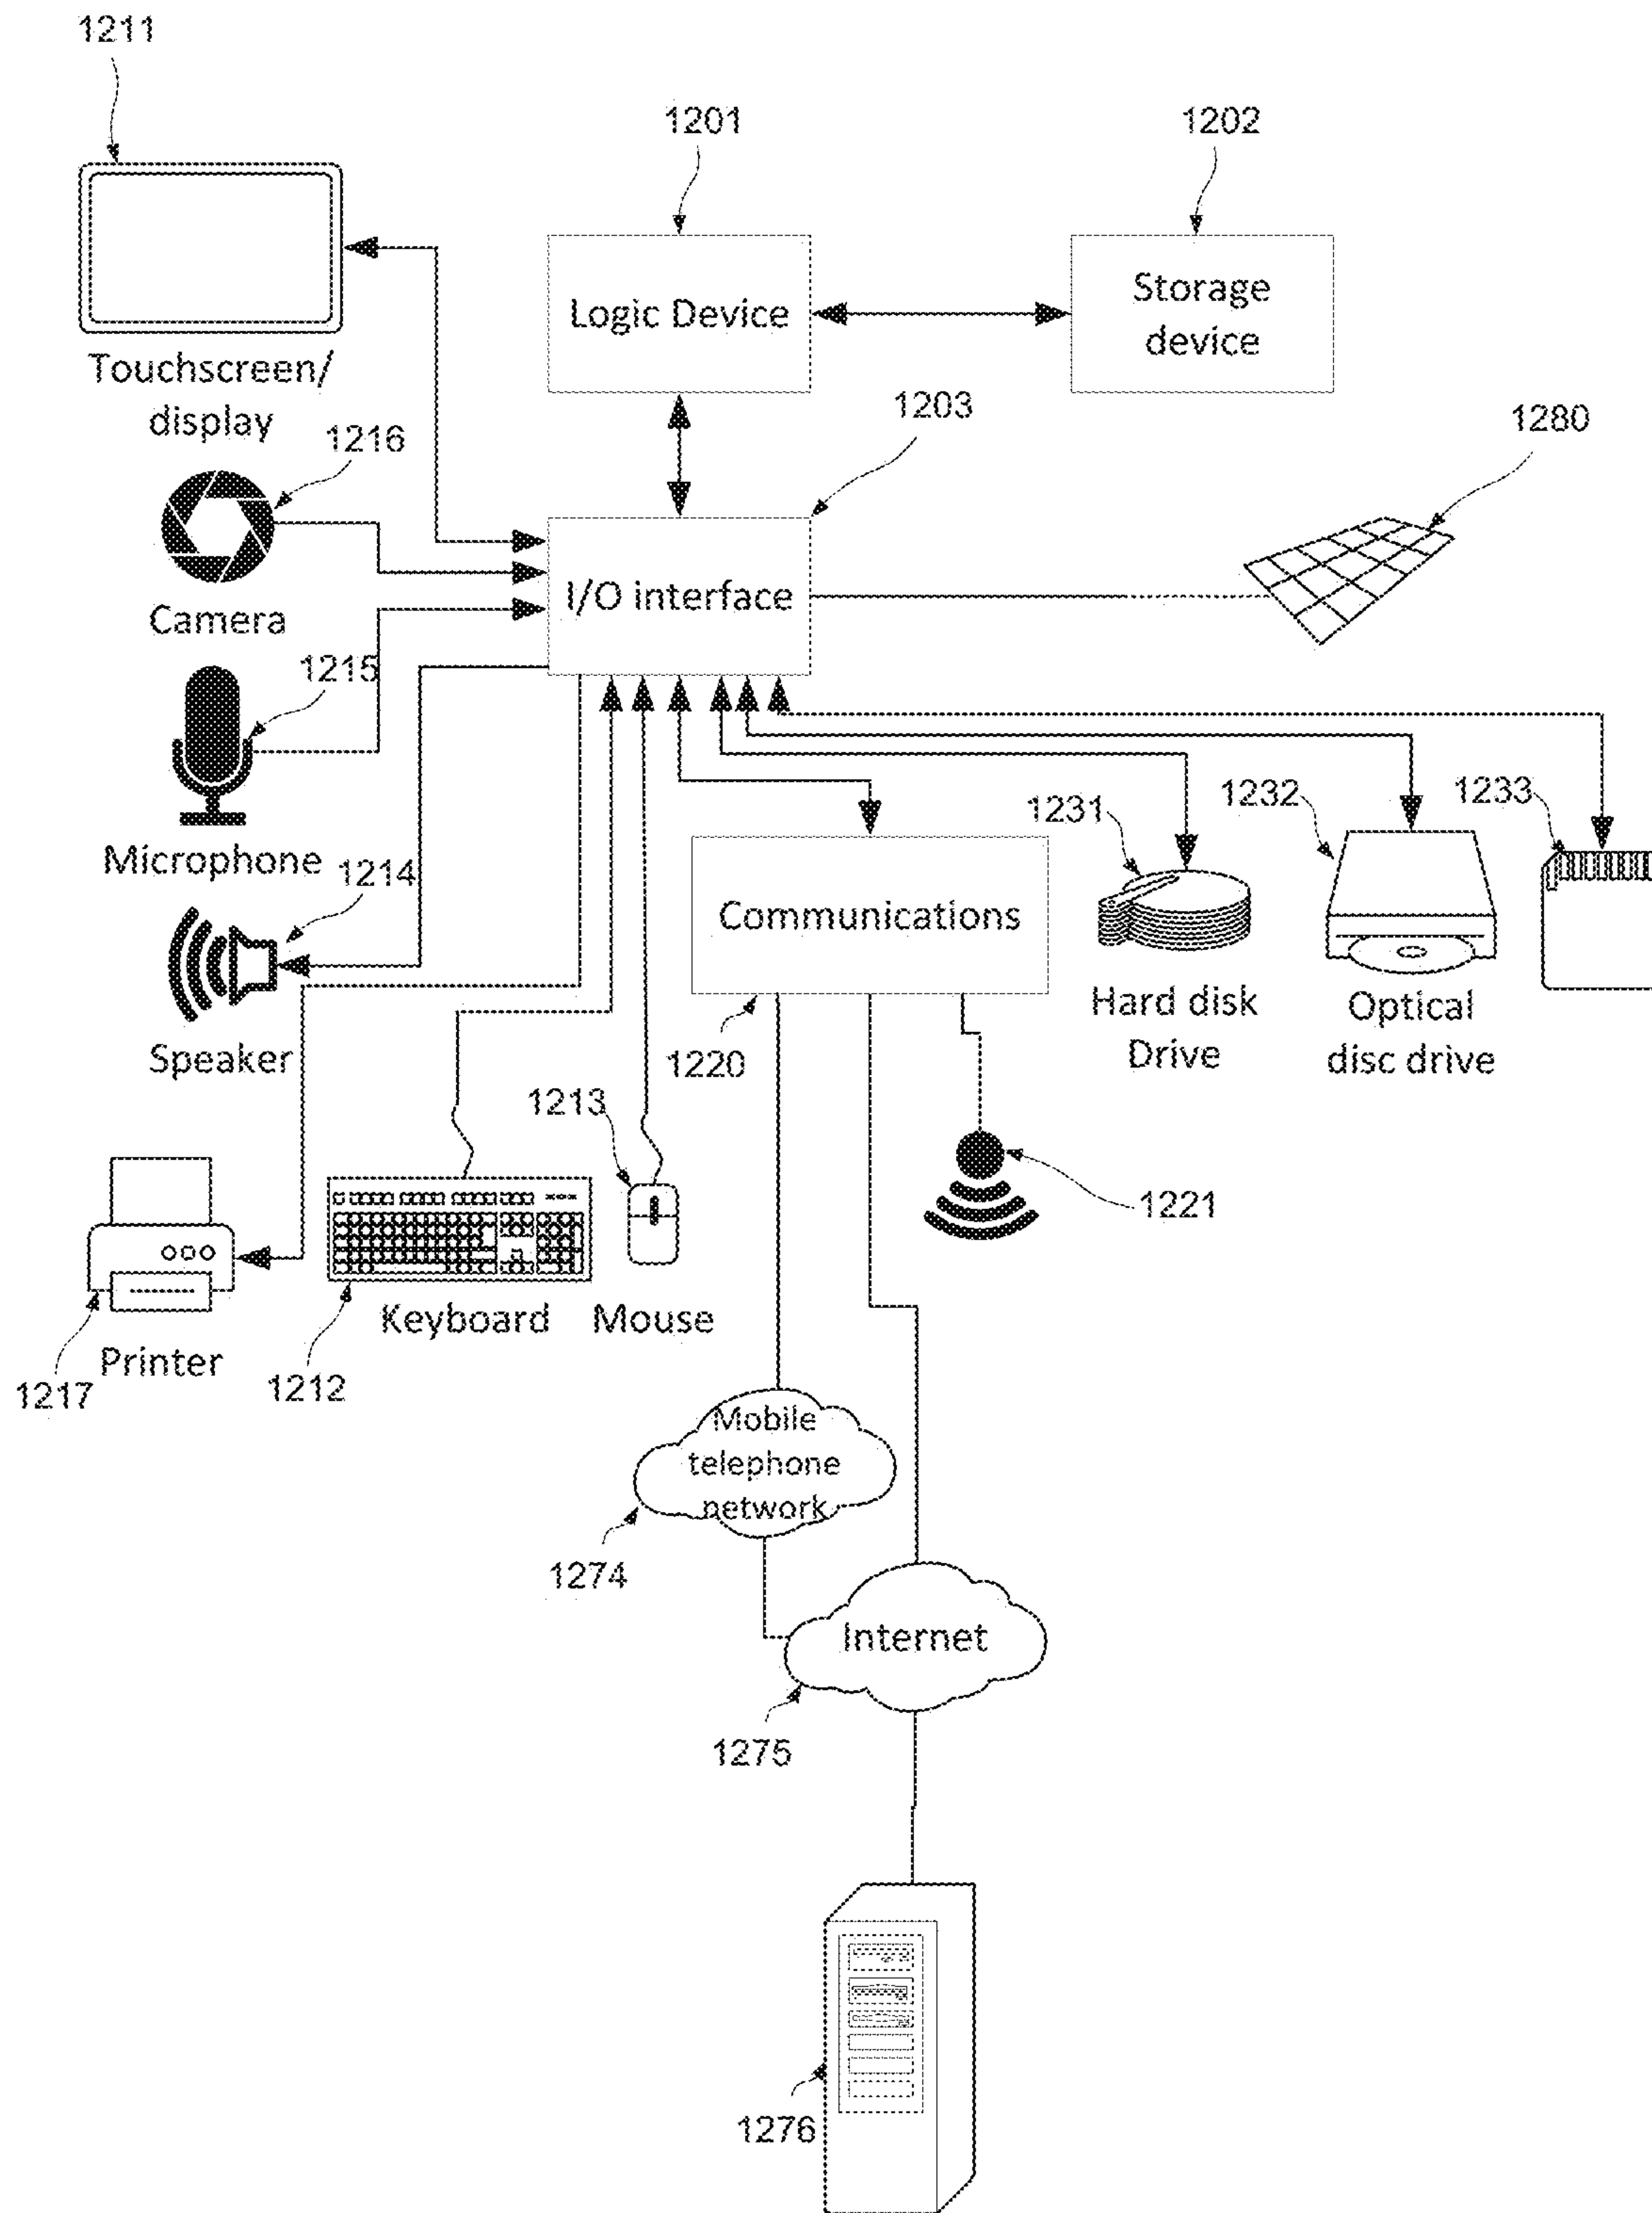 1211
1201
1202
Logic Device
Storage
device
Touchscreen/
display
1203
1280
1216
I/O interface
Camera
1215
1231
1232
1233
Microphone
1214
Communications
Hard disk
Drive
Optical
disc drive
Speaker
1220
1213
1221
Keyboard
Mouse
Printer
1217
1212
Mobile
telephone
network
1274
Internet
1275
1276